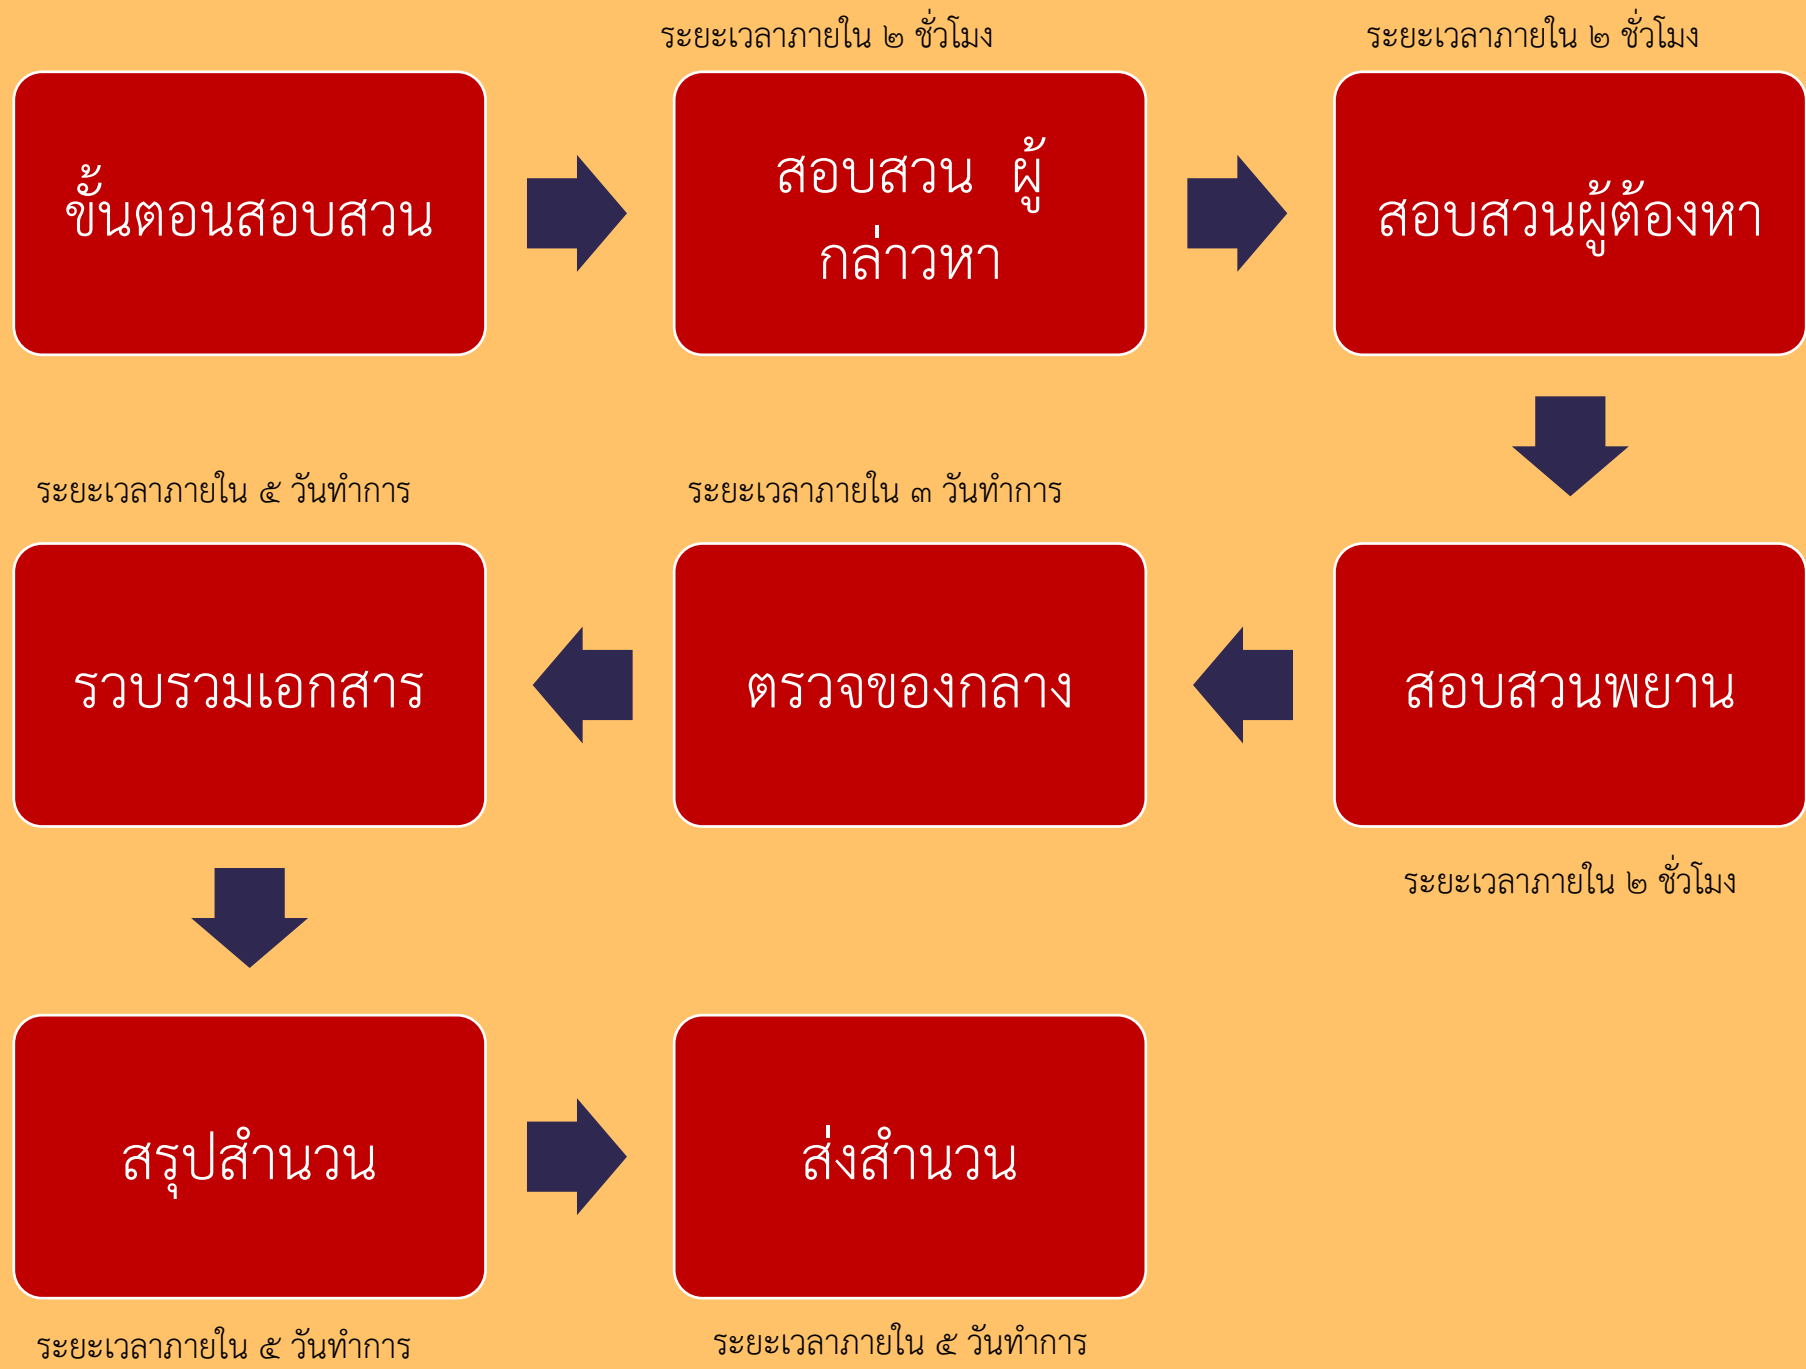 ระยะเวลาภายใน ๒ ชั่วโมง
ระยะเวลาภายใน ๒ ชั่วโมง
ขั้นตอนสอบสวน
สอบสวน ผู้
กล่าวหา
สอบสวนผู้ต้องหา
ระยะเวลาภายใน ๕ วันทำการ
ระยะเวลาภายใน ๓ วันทำการ
รวบรวมเอกสาร
ตรวจของกลาง
สอบสวนพยาน
ระยะเวลาภายใน ๒ ชั่วโมง
สรุปสำนวน
ส่งสำนวน
ระยะเวลาภายใน ๕ วันทำการ
ระยะเวลาภายใน ๕ วันทำการ